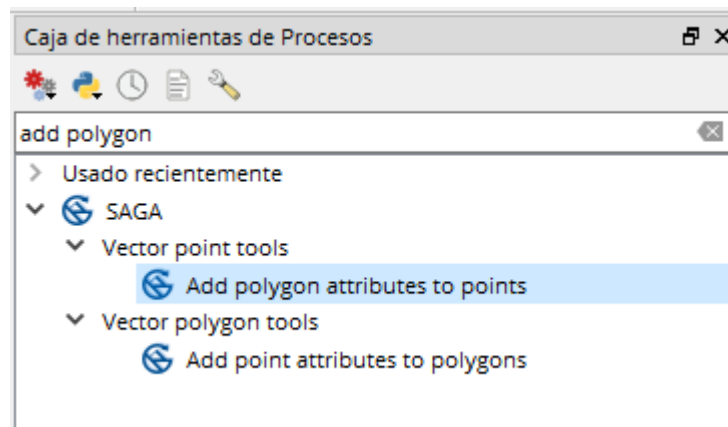 Caja de herramientas de Procesos
add polygon
Usado recientemente
SAGA
Vector point tools
Add polygon attributes to points
Vector polygon tools
Add point attributes to polygons